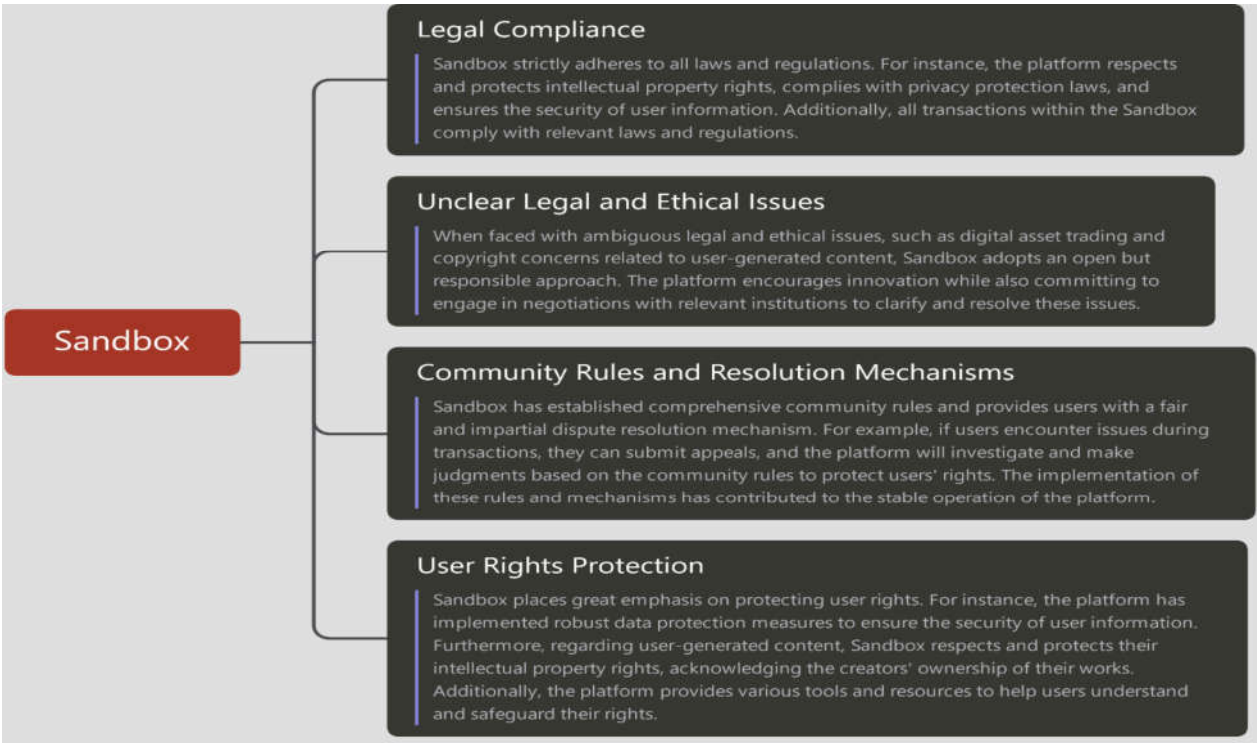 Legal Compliance
Sandbox strictly adheres to all laws and regulations. For instance, the platform respects
and protects intellectual property rights, complies with privacy protection laws, and
ensures the security of user information. Additionally, all transactions within the Sandbox
comply with relevant laws and regulations.
Unclear Legal and Ethical Issues
When faced with ambiguous legal and ethical issues, such as digital asset trading and
copyright concerns related to user-generated content, Sandbox adopts an open but
responsible approach. The platform encourages innovation while also committing to
engage in negotiations with relevant institutions to clarify and resolve these issues.
Sandbox
Community Rules and Resolution Mechanisms
Sandbox has established comprehensive community rules and provides users with a fair
and impartial dispute resolution mechanism. For example, if users encounter issues during
transactions, they can submit appeals, and the platform will investigate and make
judgments based on the community rules to protect users' rights. The implementation of
these rules and mechanisms has contributed to the stable operation of the platform.
User Rights Protection
Sandbox places great emphasis on protecting user rights. For instance, the platform has
implemented robust data protection measures to ensure the security of user information.
Furthermore, regarding user-generated content, Sandbox respects and protects their
intellectual property rights, acknowledging the creators' ownership of their works.
Additionally, the platform provides various tools and resources to help users understand
and safeguard their rights.